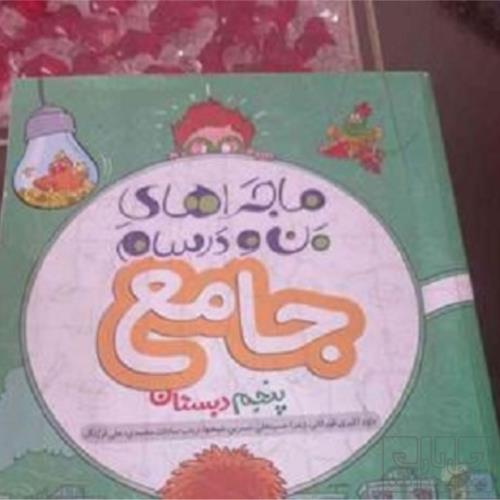 ماجراهای
من و درسام
جامع
پنجم دبستان